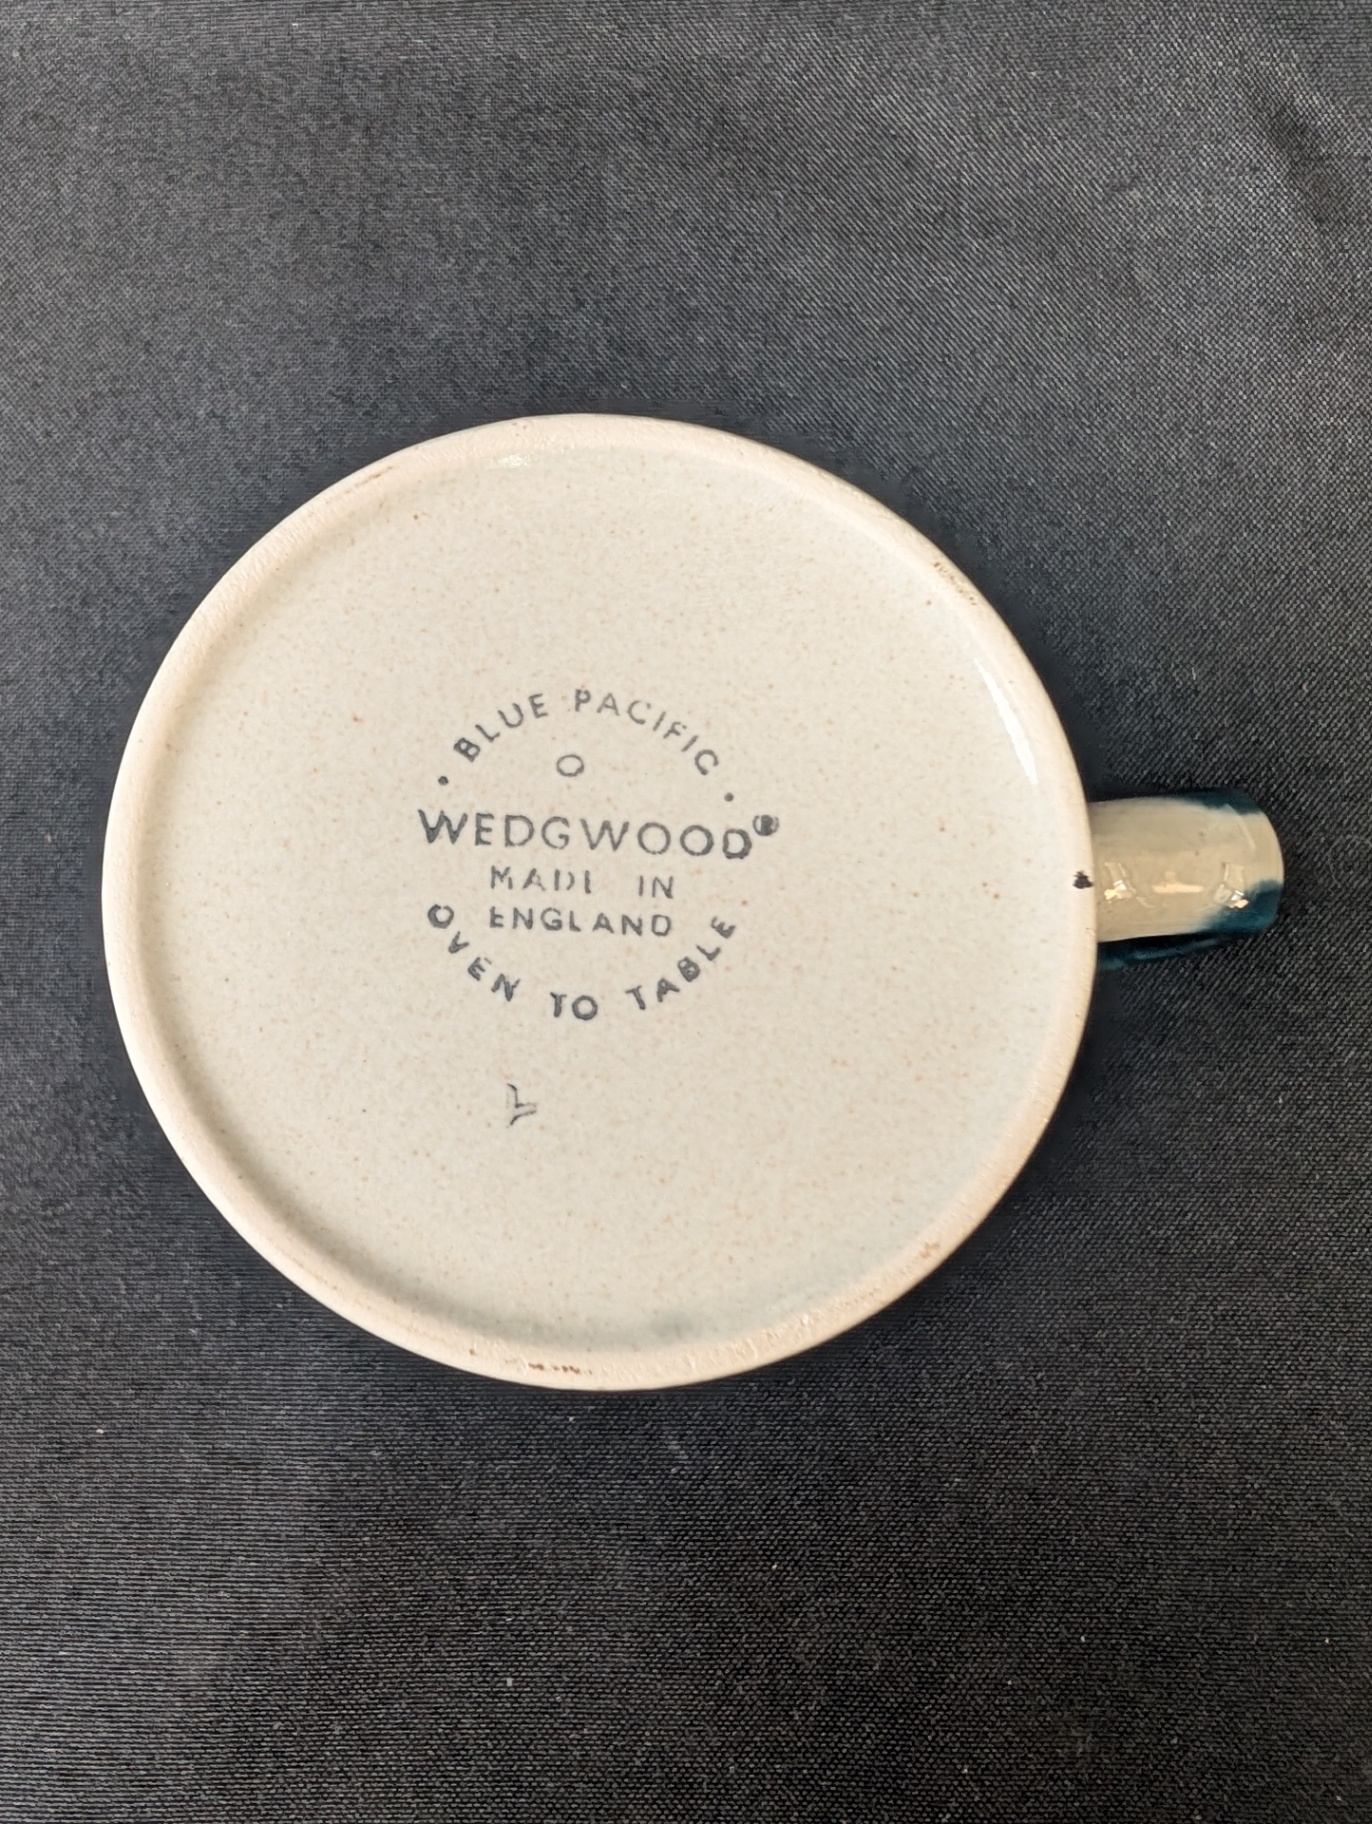 · BLUE PACIFIC ·
O
WEDGWOOD®
MADE IN
ENGLAND
OVEN TO TABLE